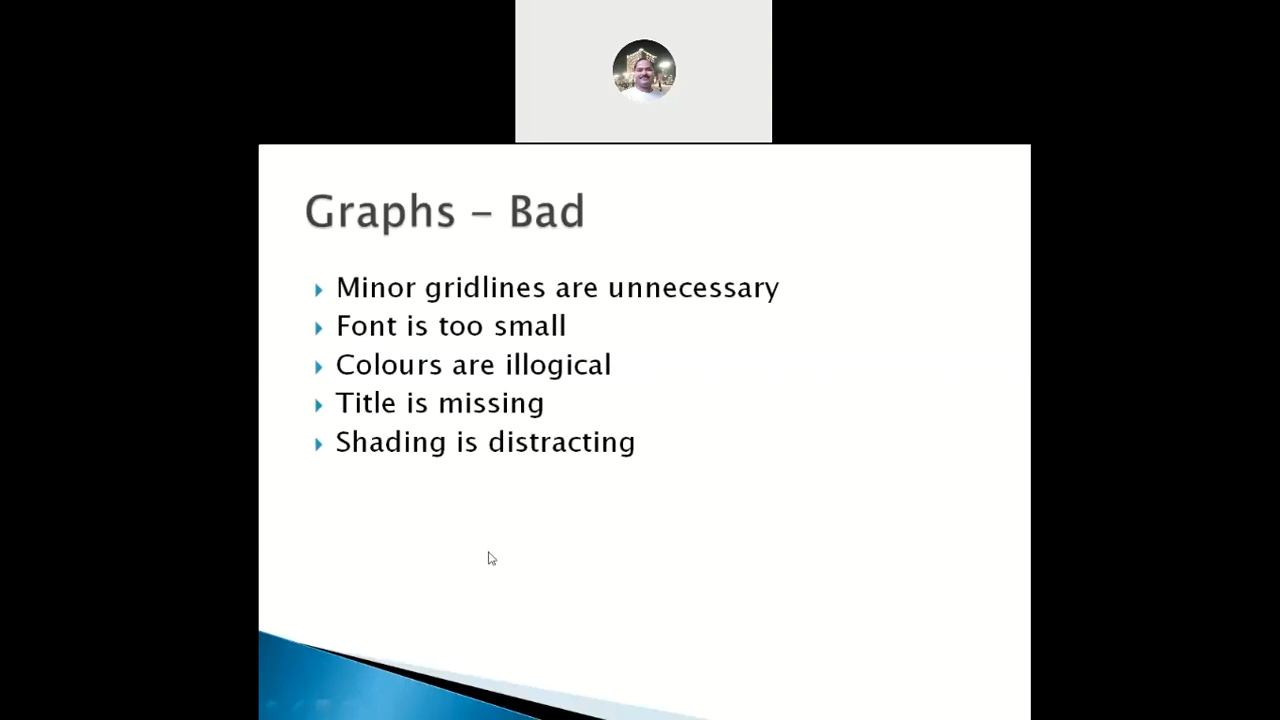 Graphs - Bad
Minor gridlines are unnecessary
Font is too small
Colours are illogical
Title is missing
Shading is distracting